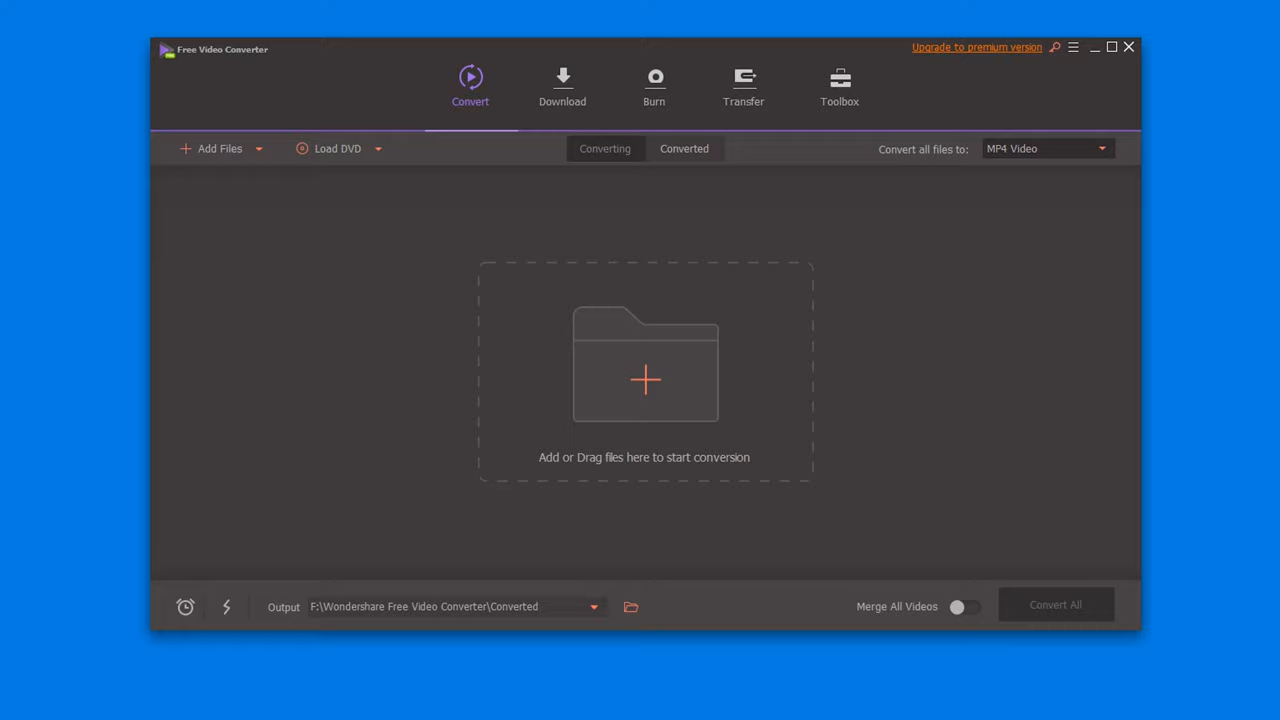 Free Video Converter
Upgrade to premium version
Convert
Download
Burn
Transfer
Toolbox
Add Files
Load DVD
Converting
Converted
Convert all files to:
MP4 Video
Add or Drag files here to start conversion
Output
F:\Wondershare Free Video Converter\Converted
Merge All Videos
Convert All